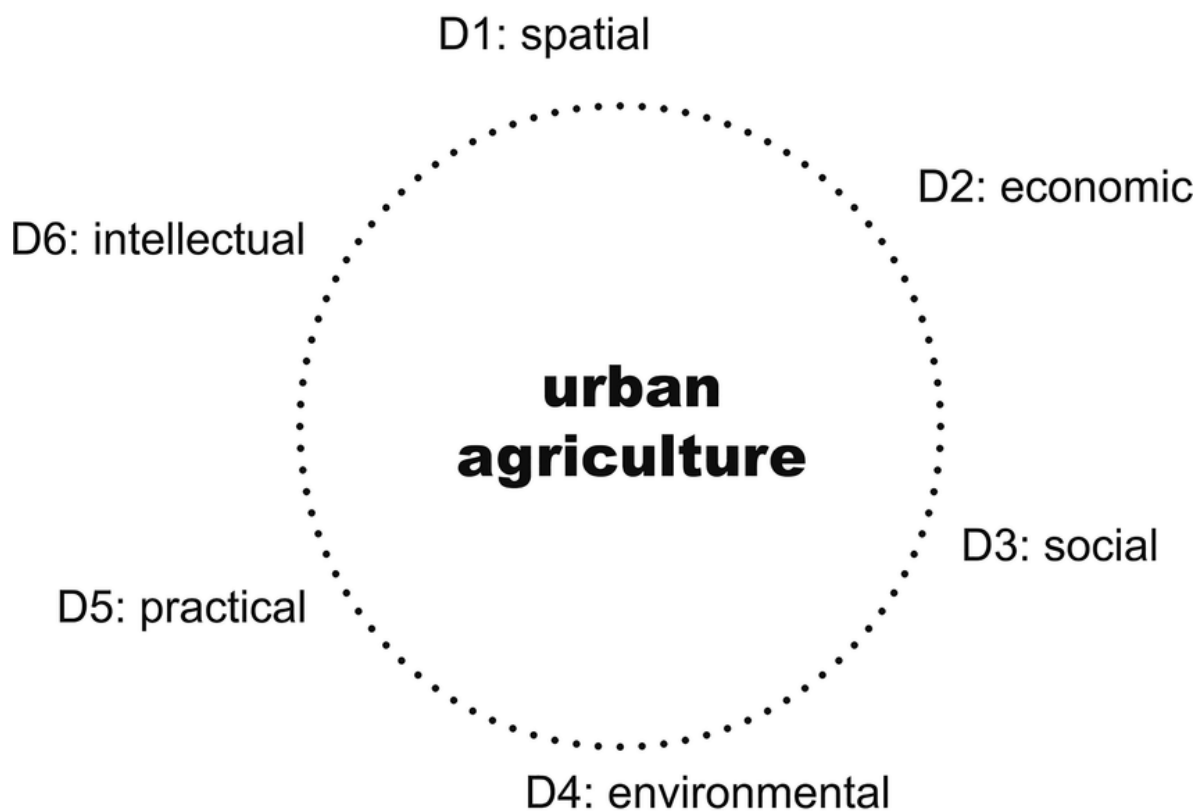 D1: spatial
D2: economic
D6: intellectual
urban
agriculture
D3: social
D5: practical
D4: environmental